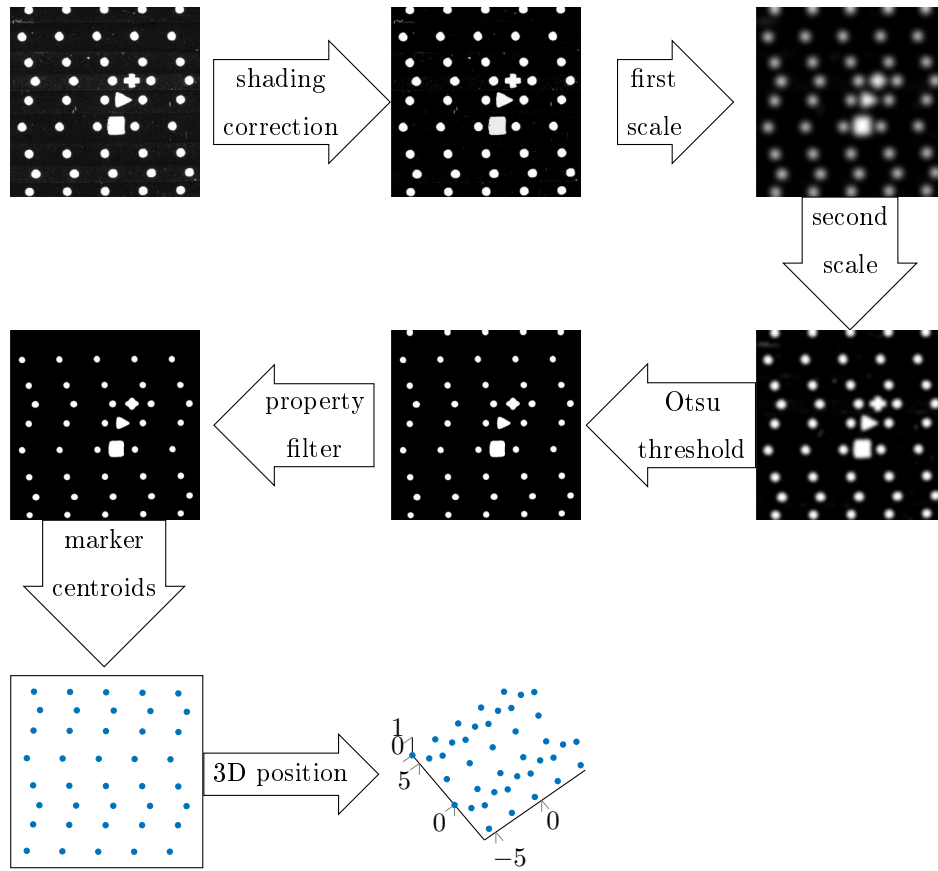 shading
correction
first
scale
second
scale
Otsu
threshold
property
filter
marker
centroids
3D position
1
0
5
0
0
−5